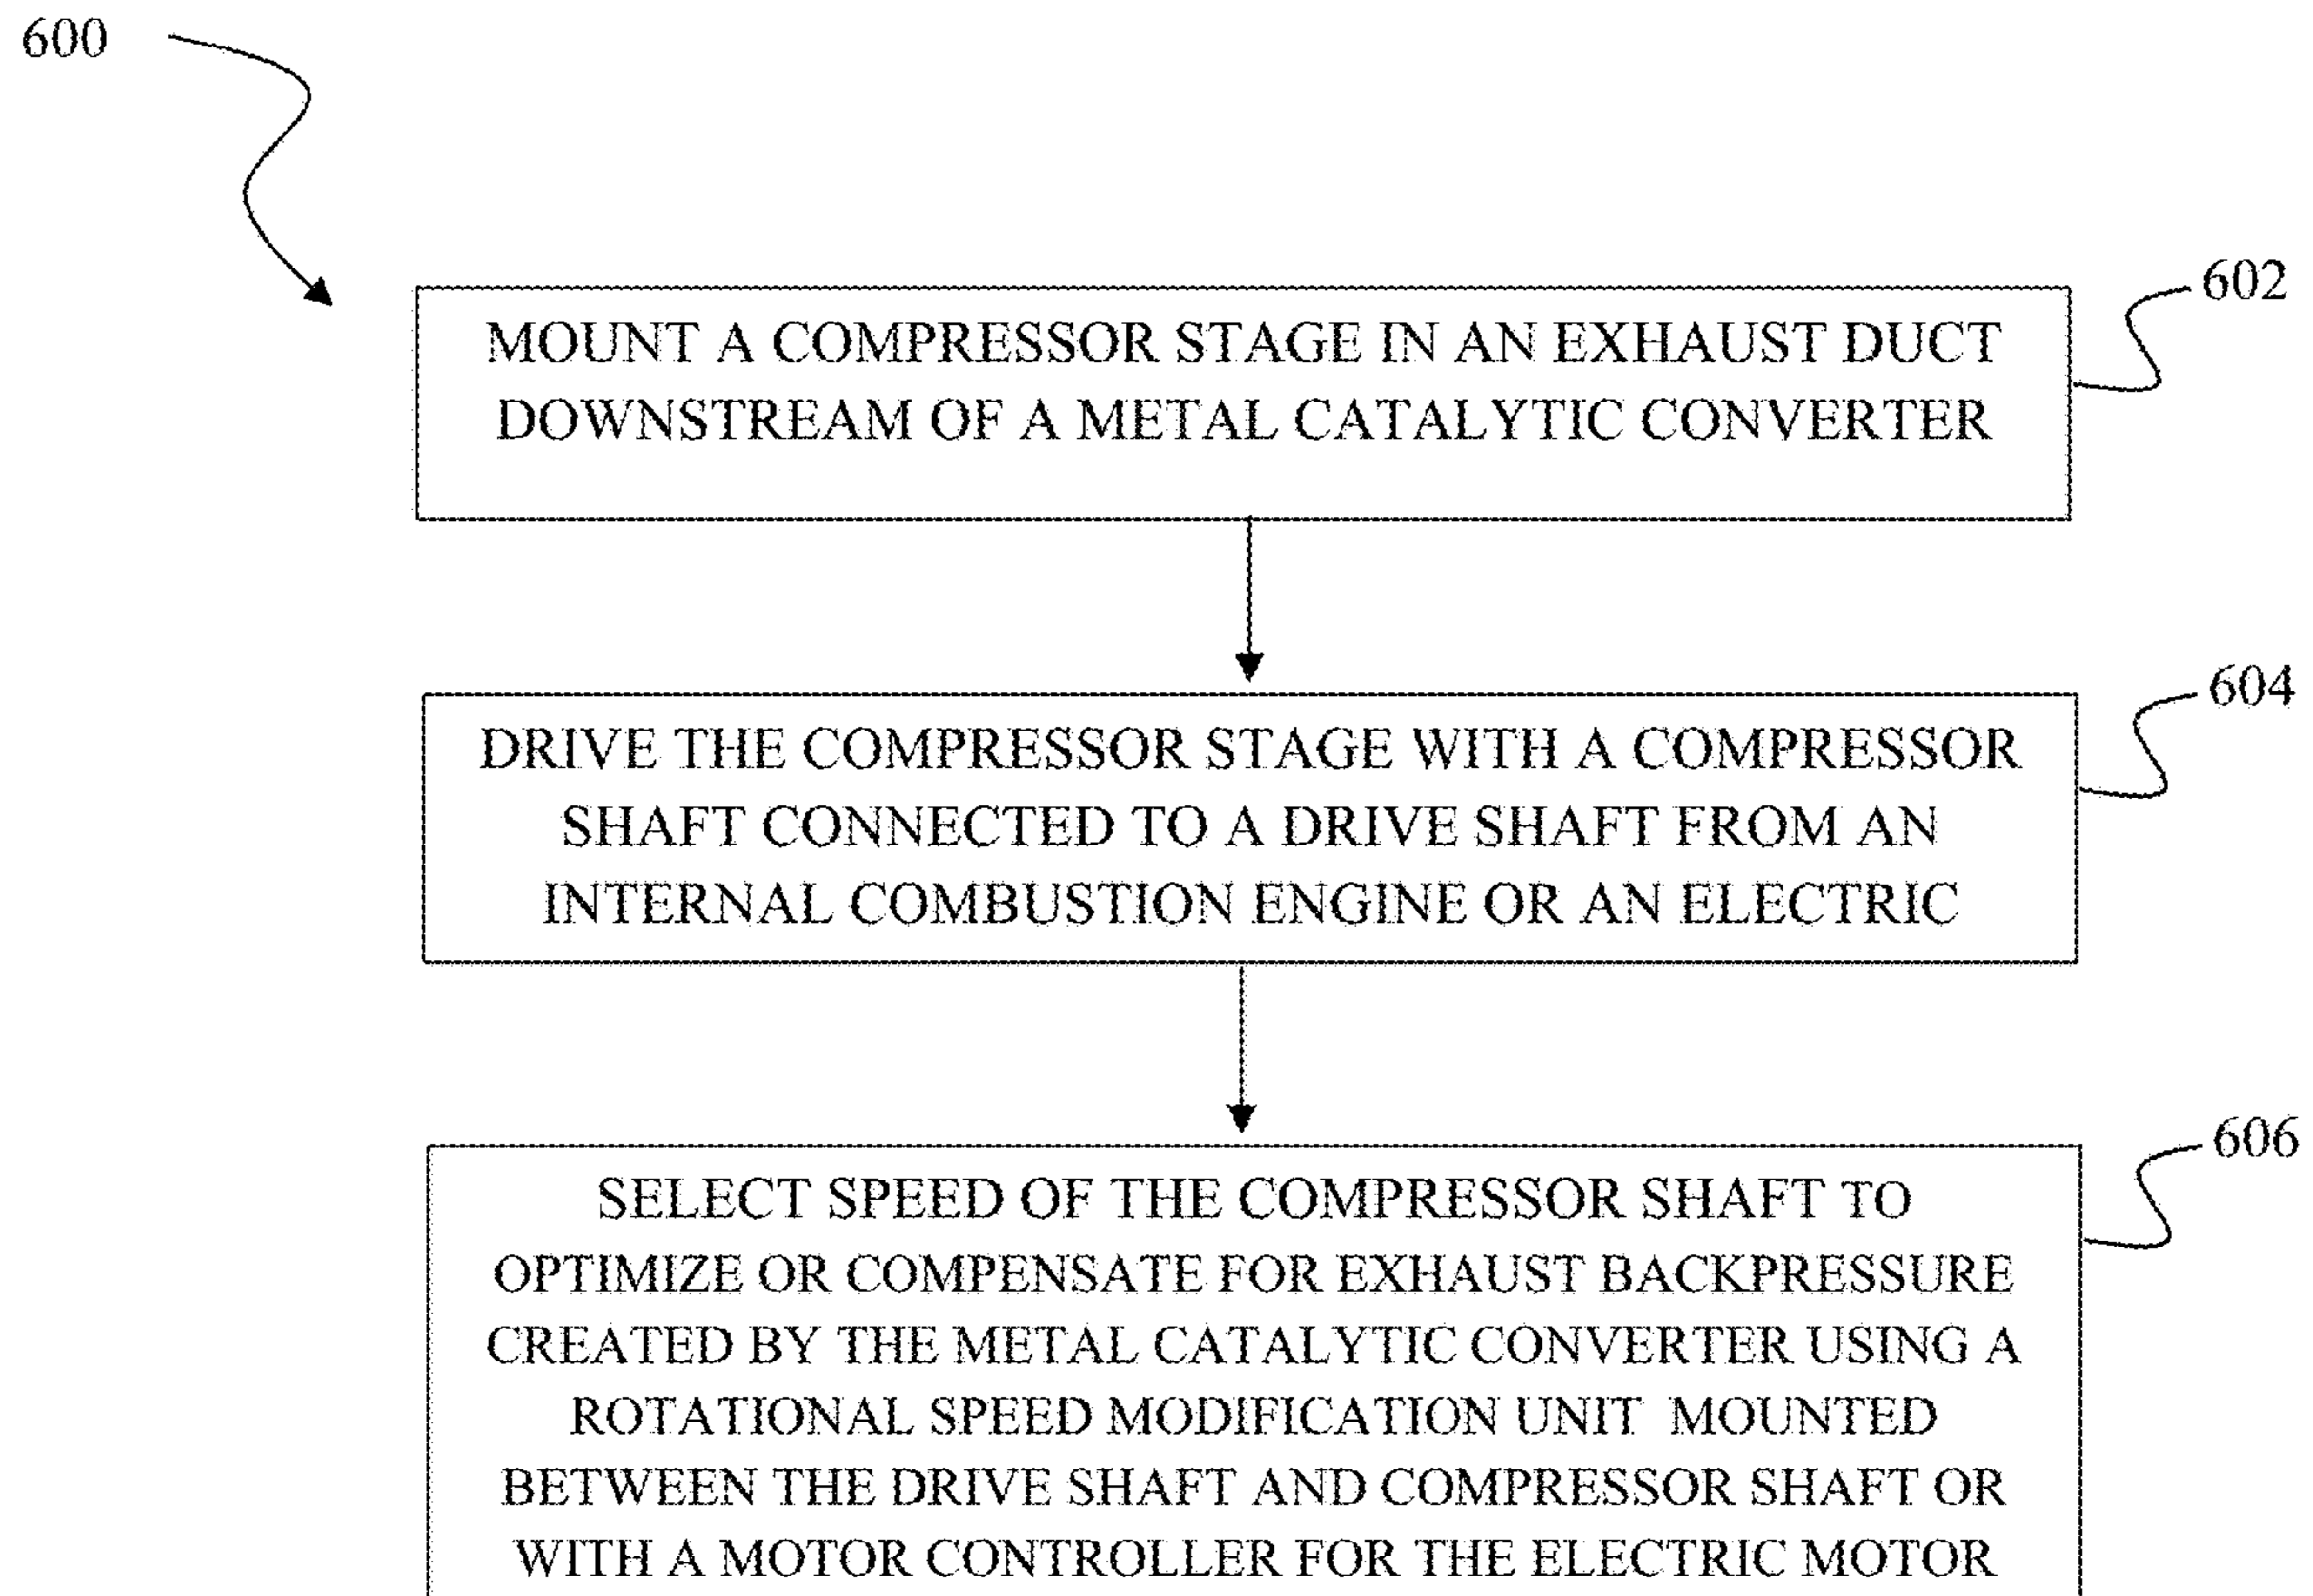 600
602
MOUNT A COMPRESSOR STAGE IN AN EXHAUST DUCT
DOWNSTREAM OF A METAL CATALYTIC CONVERTER
604
DRIVE THE COMPRESSOR STAGE WITH A COMPRESSOR
SHAFT CONNECTED TO A DRIVE SHAFT FROM AN
INTERNAL COMBUSTION ENGINE OR AN ELECTRIC
606
SELECT SPEED OF THE COMPRESSOR SHAFT TO
OPTIMIZE OR COMPENSATE FOR EXHAUST BACKPRESSURE
CREATED BY THE METAL CATALYTIC CONVERTER USING A
ROTATIONAL SPEED MODIFICATION UNIT MOUNTED
BETWEEN THE DRIVE SHAFT AND COMPRESSOR SHAFT OR
WITH A MOTOR CONTROLLER FOR THE ELECTRIC MOTOR